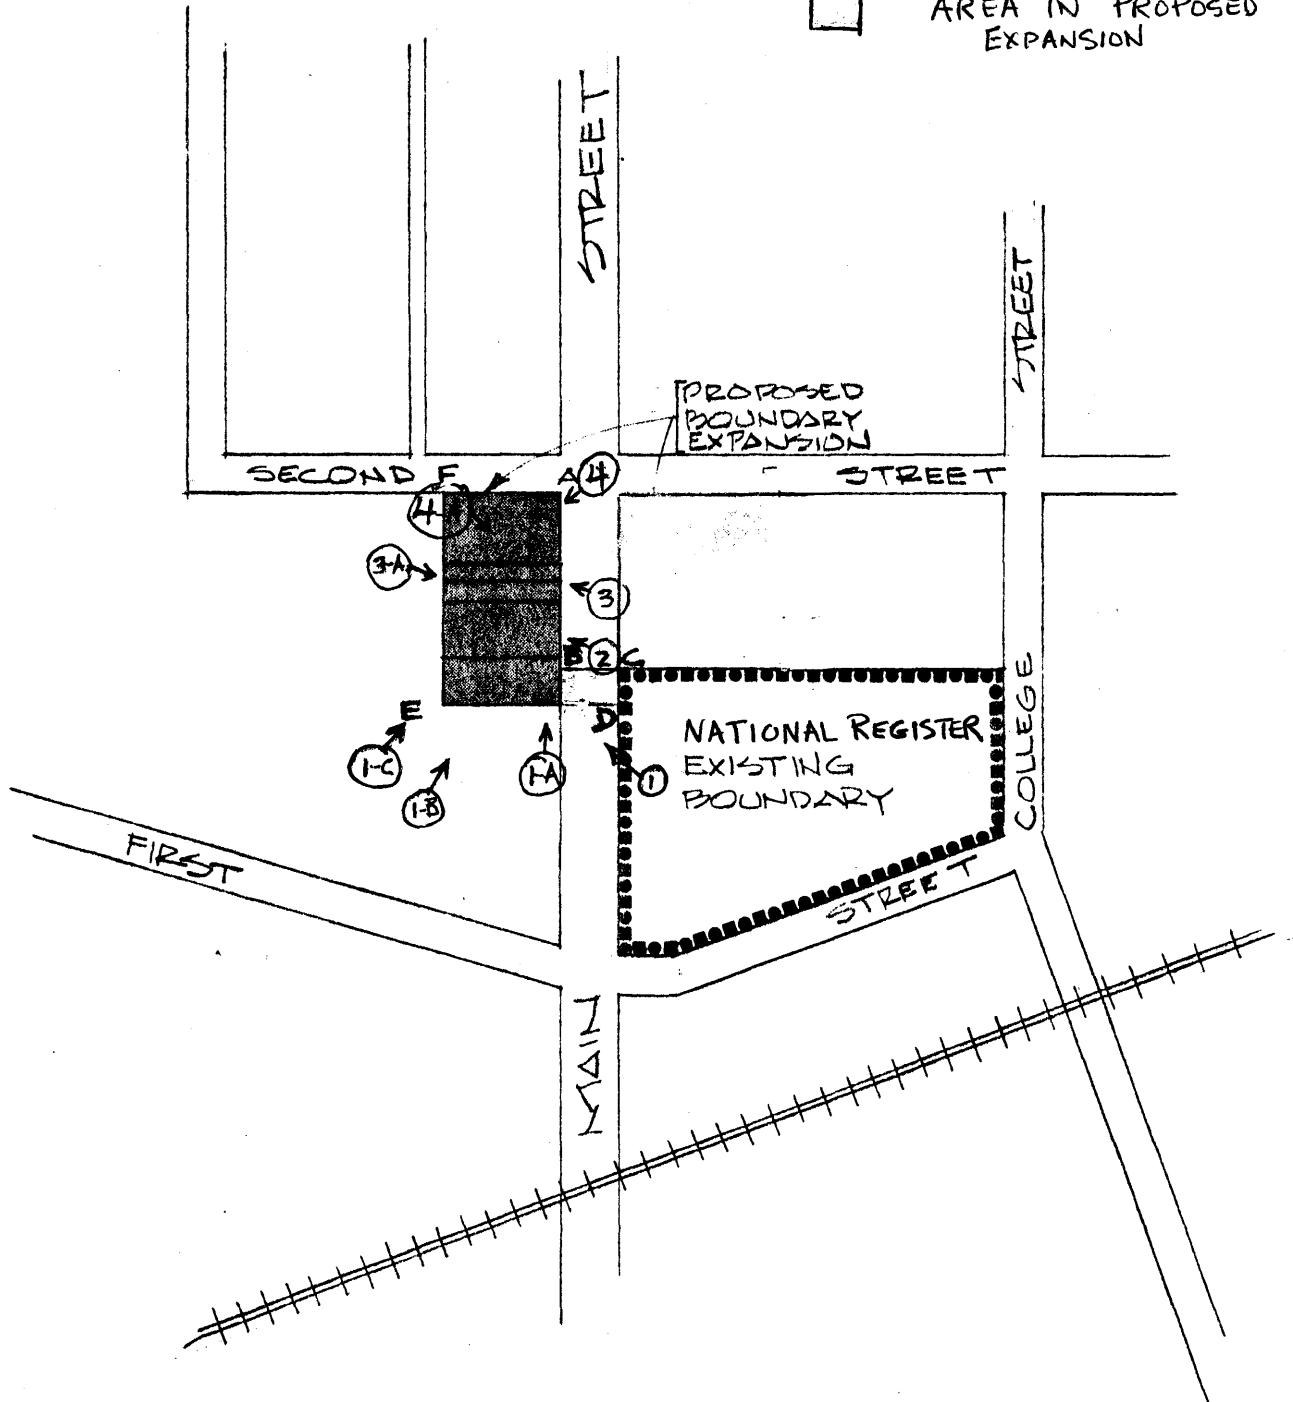 AREA IN PROPOSED
EXPANSION
STREET
STREET
PROPOSED
BOUNDARY
EXPANSION
SECOND
F
A
4
STREET
3-A
3
B
2
C
E
D
NATIONAL REGISTER
EXISTING
BOUNDARY
1-C
1-B
1-A
1
COLLEGE
FIRST
STREET
MAIN